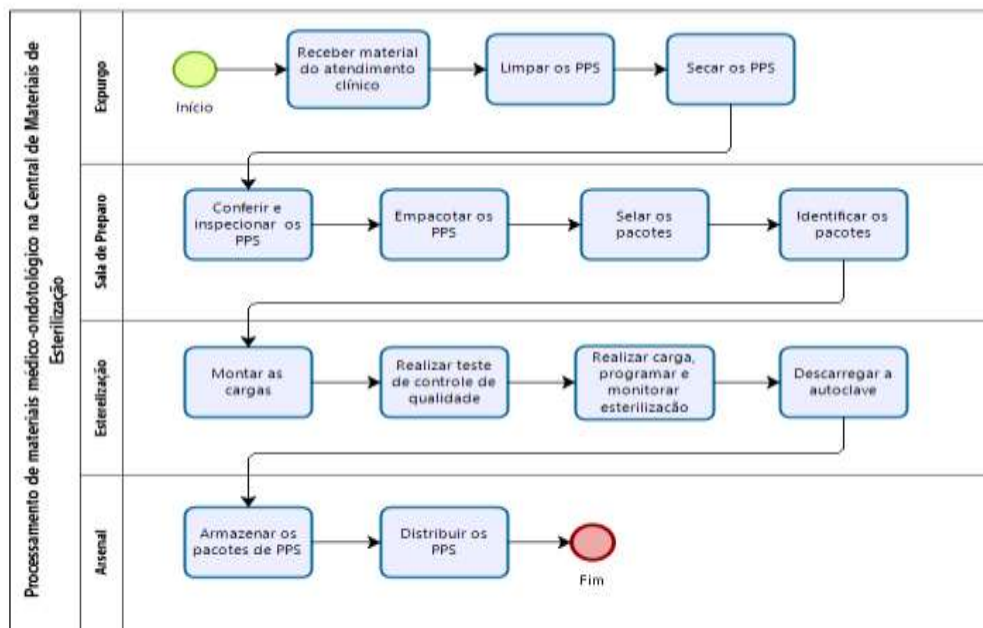 Processamento de materiais médico-ondotológico na Central de Materiais de
Esterilização
Expurgo
Início
Receber material
do atendimento
clínico
Limpar os PPS
Secar os PPS
Sala de Preparo
Conferir e
inspecionar os
PPS
Empacotar os
PPS
Selar os
pacotes
Identificar os
pacotes
Esterelização
Montar as
cargas
Realizar teste
de controle de
qualidade
Realizar carga,
programar e
monitorar
esterilização
Descarregar a
autoclave
Arsenal
Armazenar os
pacotes de PPS
Distribuir os
PPS
Fim